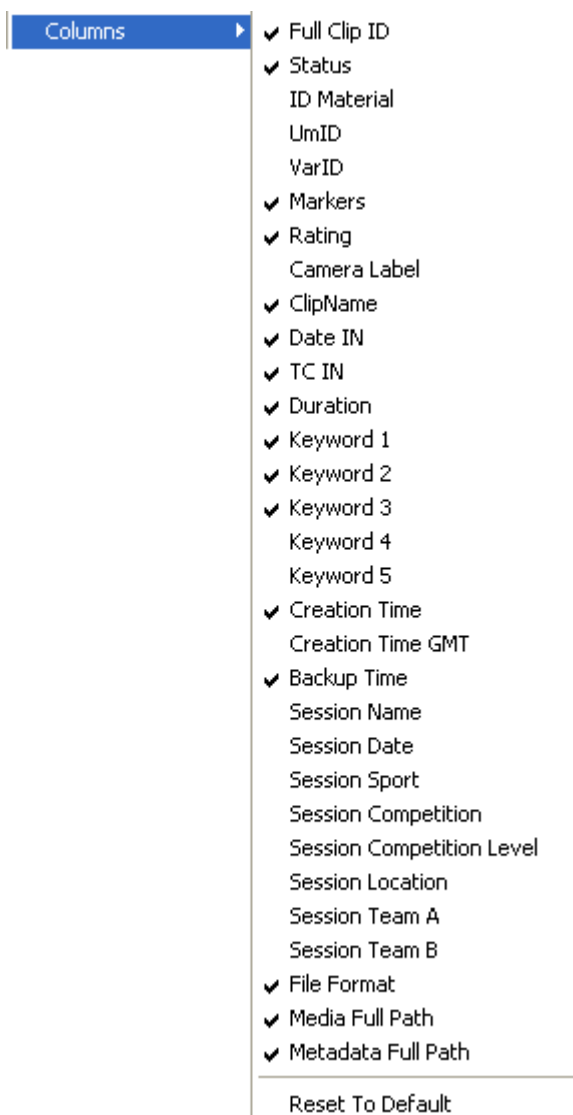 Columns
Full Clip ID
Status
ID Material
UmID
VarID
Markers
Rating
Camera Label
ClipName
Date IN
TC IN
Duration
Keyword 1
Keyword 2
Keyword 3
Keyword 4
Keyword 5
Creation Time
Creation Time GMT
Backup Time
Session Name
Session Date
Session Sport
Session Competition
Session Competition Level
Session Location
Session Team A
Session Team B
File Format
Media Full Path
Metadata Full Path
Reset To Default